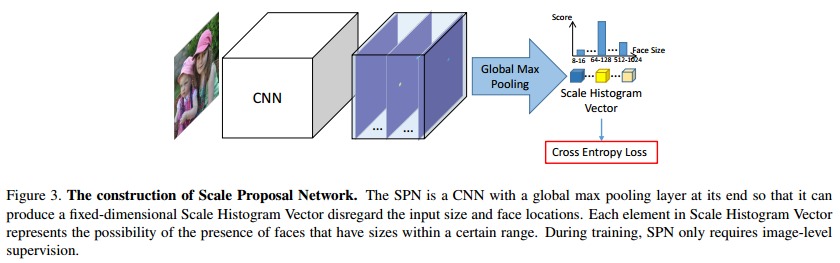 Score
Face Size
8-16 64-128 512-1024
CNN
Global Max
Pooling
... ...
Scale Histogram
Vector
Cross Entropy Loss
Figure 3. The construction of Scale Proposal Network. The SPN is a CNN with a global max pooling layer at its end so that it can
produce a fixed-dimensional Scale Histogram Vector disregard the input size and face locations. Each element in Scale Histogram Vector
represents the possibility of the presence of faces that have sizes within a certain range. During training, SPN only requires image-level
supervision.